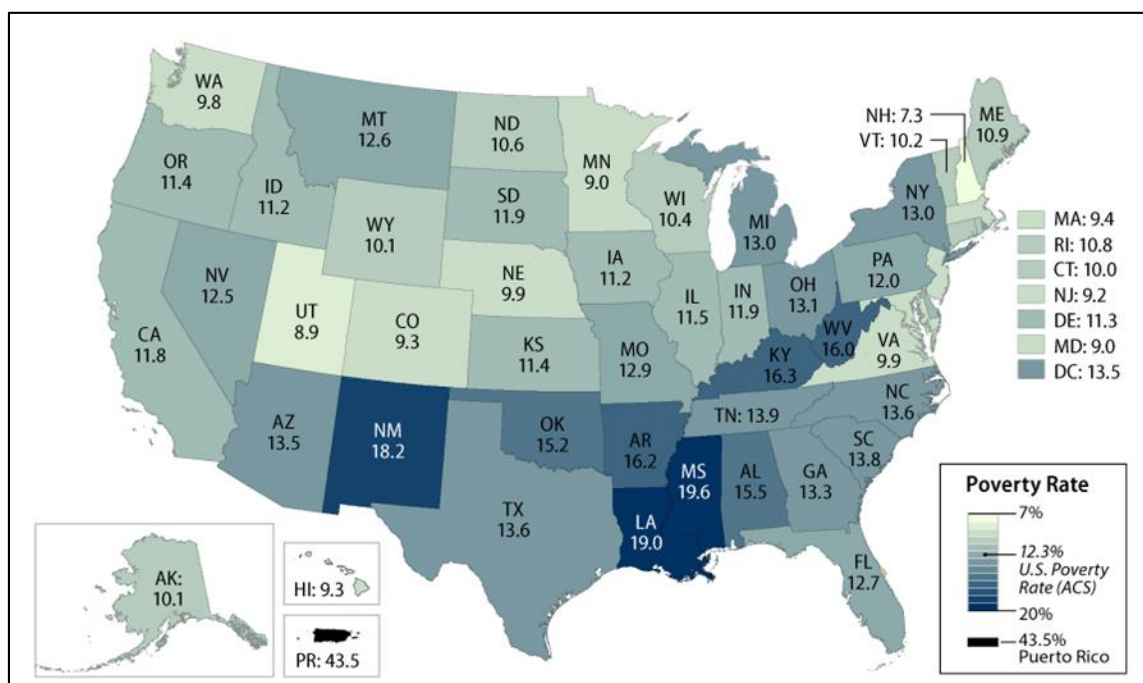 WA
9.8
MT
12.6
ND
10.6
MN
9.0
NH: 7.3
VT: 10.2
ME
10.9
OR
11.4
ID
11.2
SD
11.9
WI
10.4
MI
13.0
NY
13.0
WY
10.1
NV
12.5
UT
8.9
CO
9.3
NE
9.9
IA
11.2
IL
11.5
IN
11.9
OH
13.1
PA
12.0
MA: 9.4
RI: 10.8
CT: 10.0
NJ: 9.2
DE: 11.3
MD: 9.0
DC: 13.5
CA
11.8
KS
11.4
MO
12.9
KY
16.3
WV
16.0
VA
9.9
AZ
13.5
NM
18.2
OK
15.2
AR
16.2
TN: 13.9
NC
13.6
SC
13.8
TX
13.6
LA
19.0
MS
19.6
AL
15.5
GA
13.3
FL
12.7
AK:
10.1
HI: 9.3
PR: 43.5
Poverty Rate
7%
12.3%
U.S. Poverty
Rate (ACS)
20%
43.5%
Puerto Rico